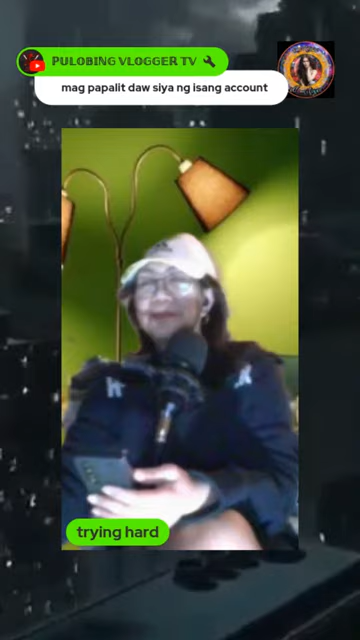 PULOBING VLOGGER TV
mag papalit daw siya ng isang account
trying hard